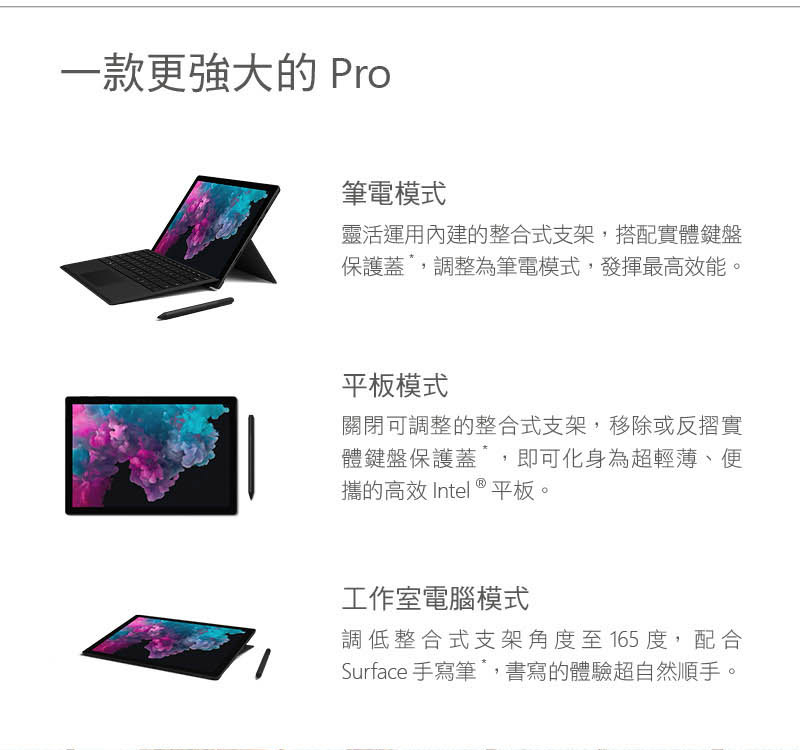 一款更強大的 Pro
筆電模式
靈活運用內建的整合式支架，搭配實體鍵盤
保護蓋*，調整為筆電模式，發揮最高效能。
平板模式
關閉可調整的整合式支架，移除或反摺實
體鍵盤保護蓋*，即可化身為超輕薄、便
攜的高效 Intel ® 平板。
工作室電腦模式
調低整合式支架角度至 165 度，配合
Surface 手寫筆*，書寫的體驗超自然順手。